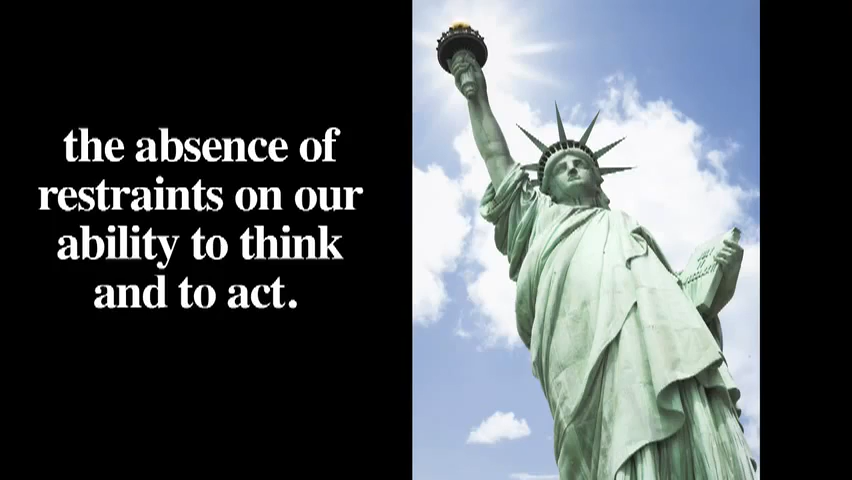 the absence of
restraints on our
ability to think
and to act.